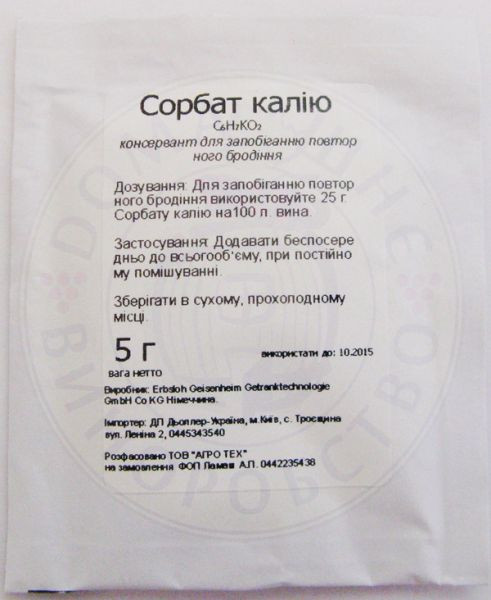 Сорбат калію
C₆H₇KO₂
консервант для запобіганню повтор
ного бродіння
Дозування: Для запобіганню повтор
ного бродіння використовуйте 25 г.
Сорбату калію на100 л. вина.
Застосування: Додавати беспосере
дньо до всьогооб'єму, при постійно
му помішуванні.
Зберігати в сухому, прохолодному
місці.
5 г
використати до: 10.2015
вага нетто
Виробник: Erbsloh Geisenheim Getranktechnologie
GmbH Co KG Німеччина.
Імпортер: ДП Дьоллер-Україна, м.Київ, с. Троєщина
вул. Леніна 2, 0445343540
Розфасовано ТОВ "АГРО ТЕХ"
на замовлення ФОП Ламаш А.Л. 0442235438
ДОМАШНЄ
ВИНОРОБСТВО